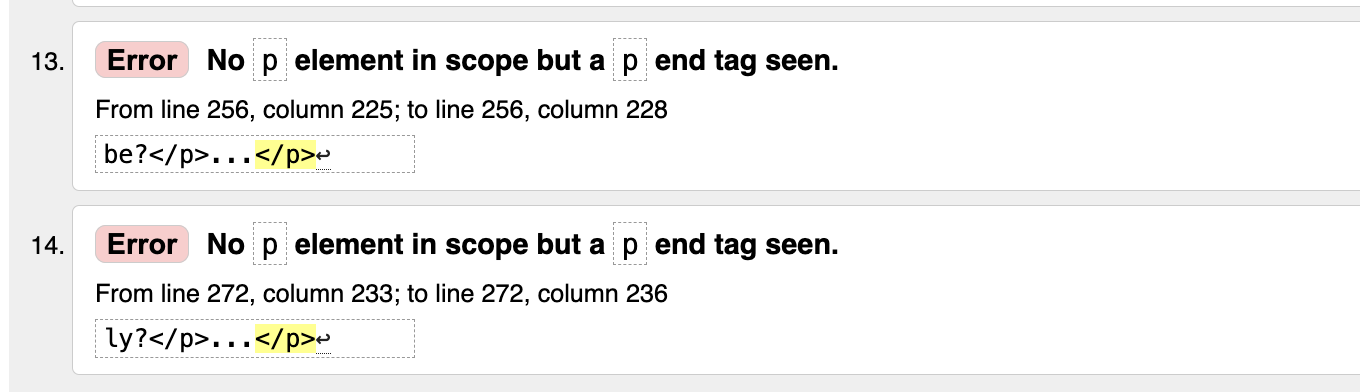 13. Error No p element in scope but a p end tag seen.
From line 256, column 225; to line 256, column 228
be?</p>...</p>↩
14. Error No p element in scope but a p end tag seen.
From line 272, column 233; to line 272, column 236
ly?</p>...</p>↩